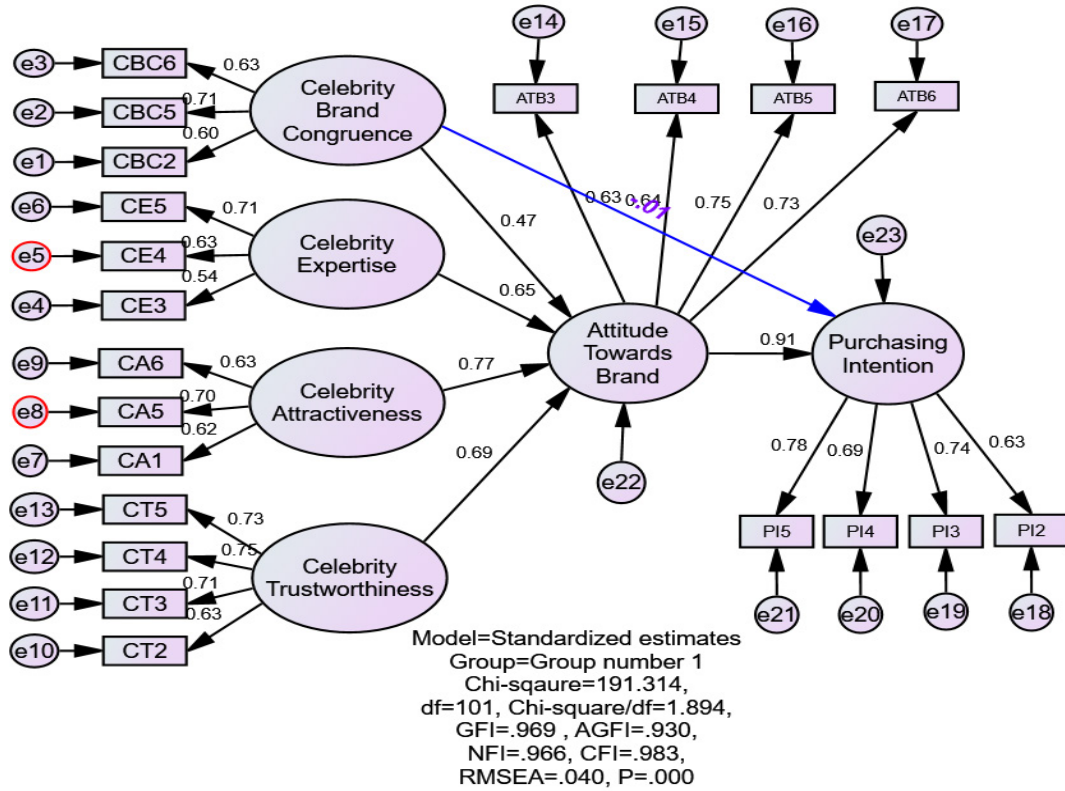 e14
e15
e16
e17
e3
CBC6
0.63
e2
CBC5
0.71
e1
CBC2
0.60
Celebrity
Brand
Congruence
ATB3
ATB4
ATB5
ATB6
e6
CE5
0.71
e5
CE4
0.63
e4
CE3
0.54
Celebrity
Expertise
0.47
0.65
0.63
0.64
-.01
0.75
0.73
e23
e9
CA6
0.63
e8
CA5
0.70
e7
CA1
0.62
Celebrity
Attractiveness
0.77
Attitude
Towards
Brand
0.91
Purchasing
Intention
0.69
e22
e13
CT5
0.73
e12
CT4
0.75
e11
CT3
0.71
e10
CT2
0.63
Celebrity
Trustworthiness
0.78
0.69
0.74
0.63
PI5
PI4
PI3
PI2
e21
e20
e19
e18
Model=Standardized estimates
Group=Group number 1
Chi-sqaure=191.314,
df=101, Chi-square/df=1.894,
GFI=.969 , AGFI=.930,
NFI=.966, CFI=.983,
RMSEA=.040, P=.000